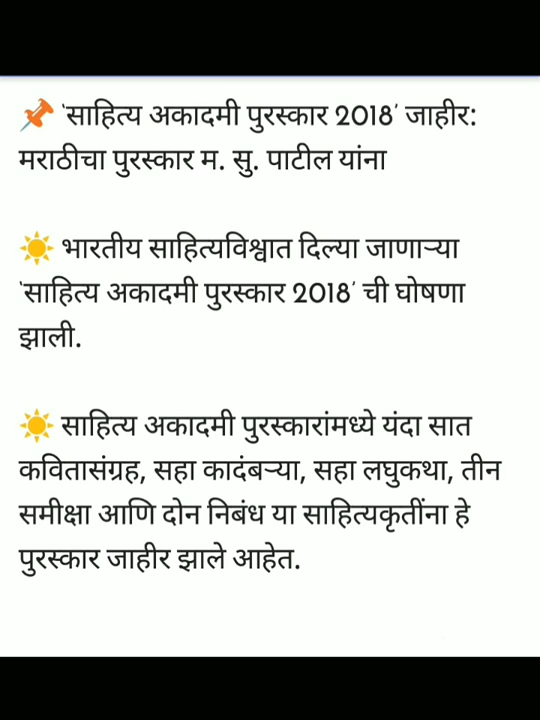 📌 'साहित्य अकादमी पुरस्कार 2018' जाहीर:
मराठीचा पुरस्कार म. सु. पाटील यांना
☀️ भारतीय साहित्यविश्वात दिल्या जाणाऱ्या
'साहित्य अकादमी पुरस्कार 2018' ची घोषणा
झाली.
☀️ साहित्य अकादमी पुरस्कारांमध्ये यंदा सात
कवितासंग्रह, सहा कादंबऱ्या, सहा लघुकथा, तीन
समीक्षा आणि दोन निबंध या साहित्यकृतींना हे
पुरस्कार जाहीर झाले आहेत.